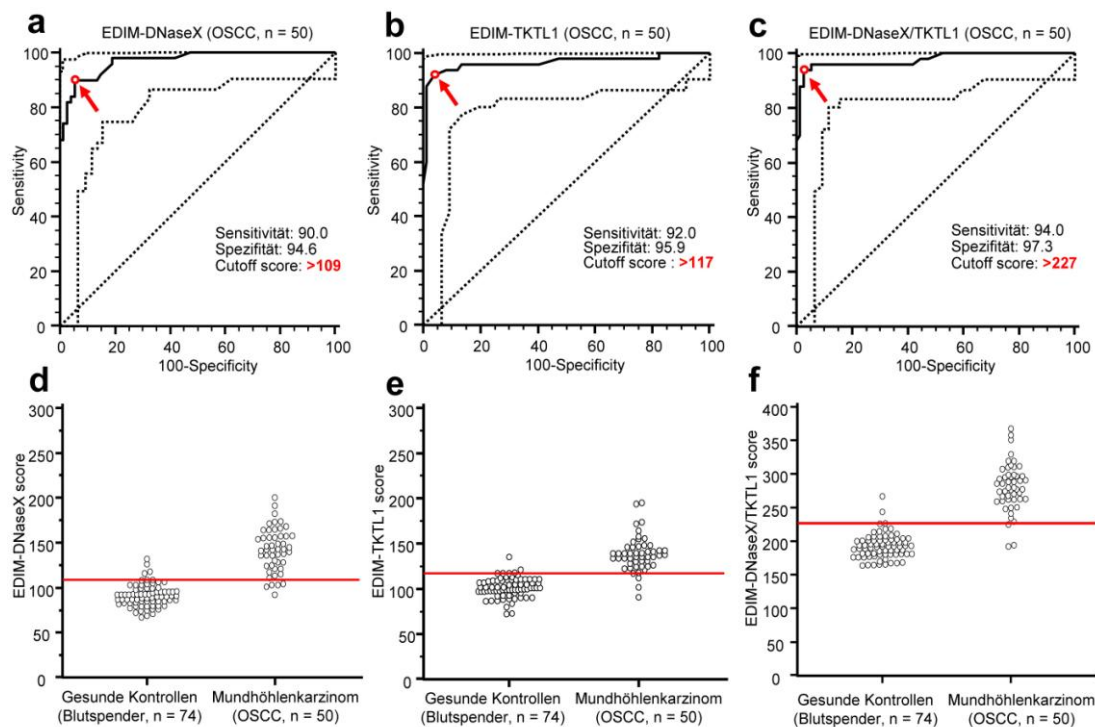 a
EDIM-DNaseX (OSCC, n = 50)
100
80
60
40
20
0
Sensitivity
Sensitivität: 90.0
Spezifität: 94.6
Cutoff score: >109
0 20 40 60 80 100
100-Specificity
b
EDIM-TKTL1 (OSCC, n = 50)
100
80
60
40
20
0
Sensitivity
Sensitivität: 92.0
Spezifität: 95.9
Cutoff score : >117
0 20 40 60 80 100
100-Specificity
c
EDIM-DNaseX/TKTL1 (OSCC, n = 50)
100
80
60
40
20
0
Sensitivity
Sensitivität: 94.0
Spezifität: 97.3
Cutoff score: >227
0 20 40 60 80 100
100-Specificity
d
300
250
200
150
100
50
0
EDIM-DNaseX score
Gesunde Kontrollen Mundhöhlenkarzinom
(Blutspender, n = 74) (OSCC, n = 50)
e
300
250
200
150
100
50
0
EDIM-TKTL1 score
Gesunde Kontrollen Mundhöhlenkarzinom
(Blutspender, n = 74) (OSCC, n = 50)
f
400
350
300
250
200
150
100
50
0
EDIM-DNaseX/TKTL1 score
Gesunde Kontrollen Mundhöhlenkarzinom
(Blutspender, n = 74) (OSCC, n = 50)